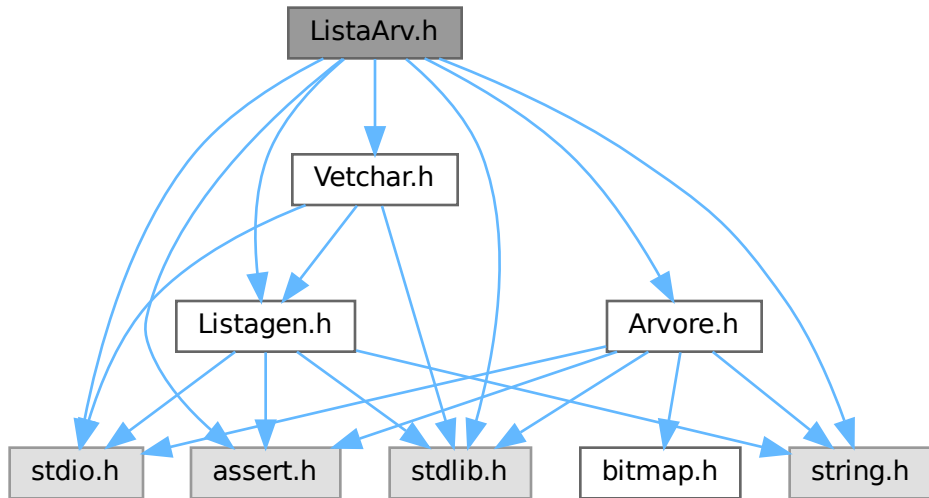 ListaArv.h
Vetchar.h
Listagen.h
Arvore.h
stdio.h
assert.h
stdlib.h
bitmap.h
string.h